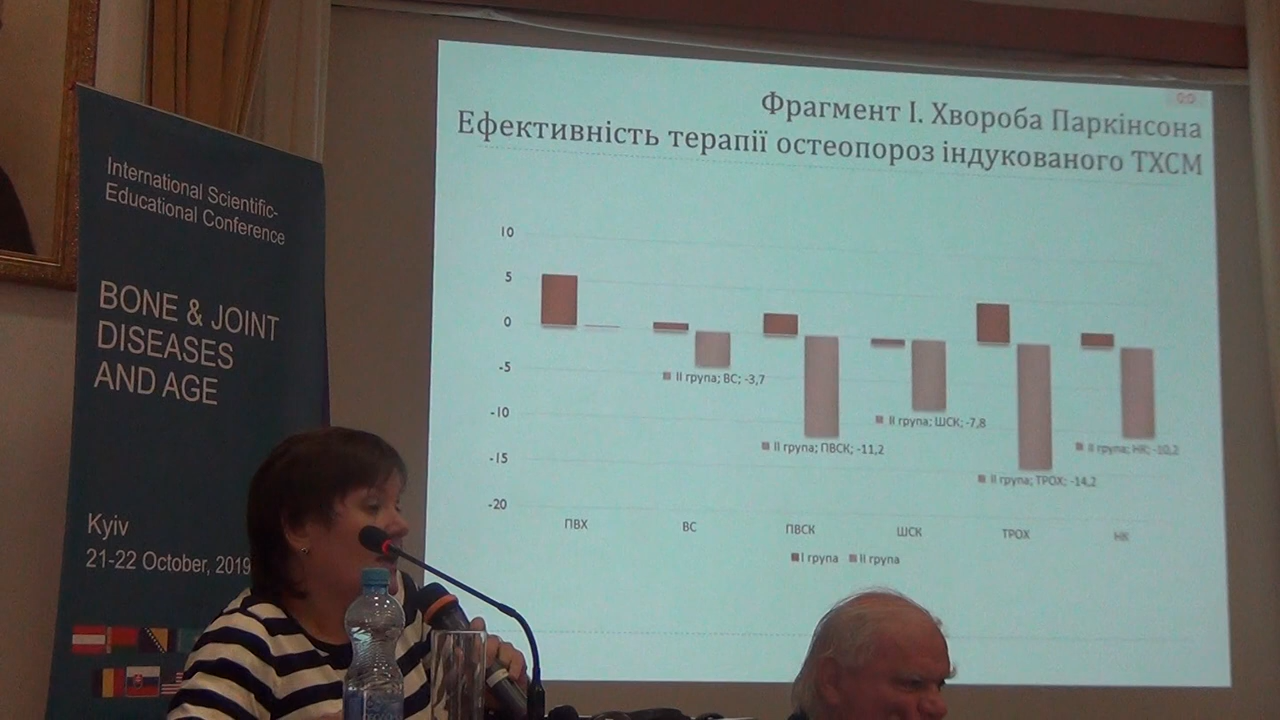 International Scientific-
Educational Conference
BONE & JOINT
DISEASES
AND AGE
Kyiv
21-22 October, 2019
Фрагмент І. Хвороба Паркінсона
Ефективність терапії остеопороз індукованого ТХСМ
10
5
0
-5
-10
-15
-20
ІІ група; ВС; -3,7
ІІ група; ПВСК; -11,2
ІІ група; ШСК; -7,8
ІІ група; ТРОХ; -14,2
ІІ група; НК; -10,2
ПВХ ВС ПВСК ШСК ТРОХ НК
І група ІІ група